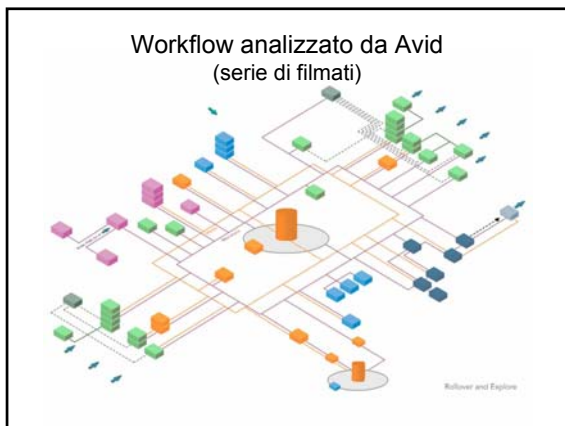 Workflow analizzato da Avid
(serie di filmati)
Rollover and Explore